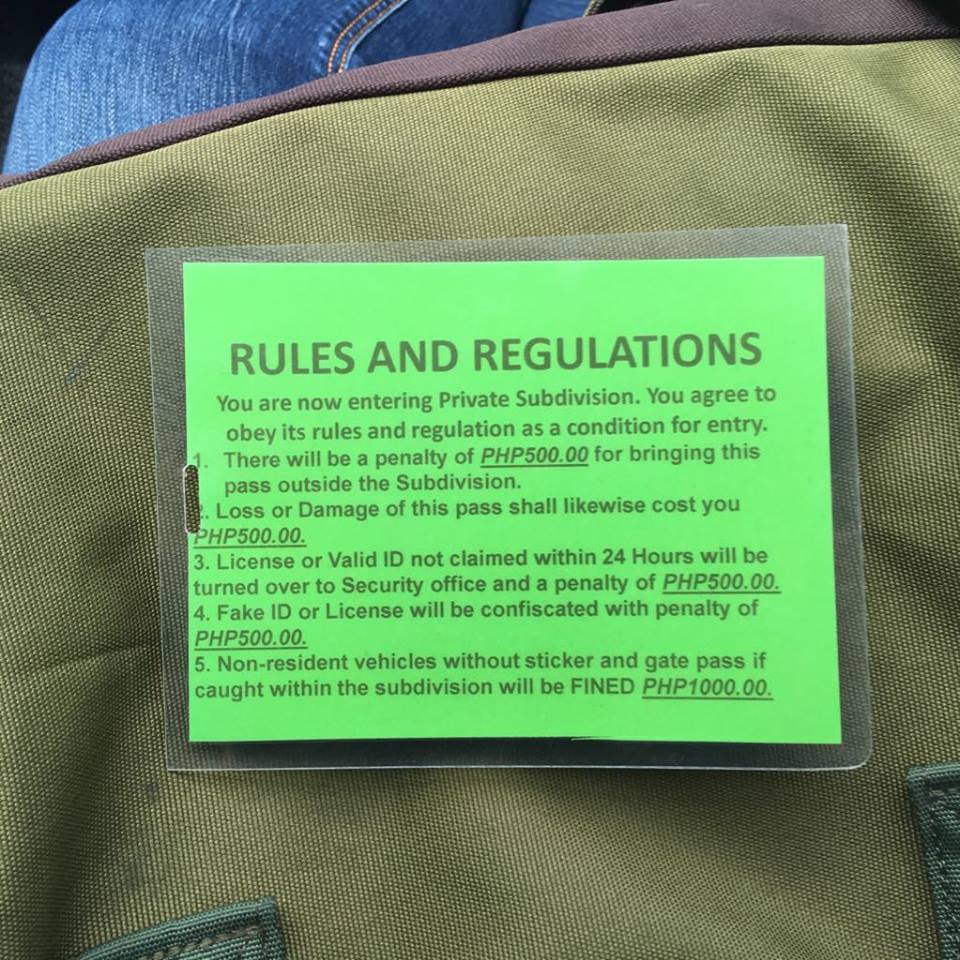 RULES AND REGULATIONS
You are now entering Private Subdivision. You agree to
obey its rules and regulation as a condition for entry.
1. There will be a penalty of PHP500.00 for bringing this
pass outside the Subdivision.
2. Loss or Damage of this pass shall likewise cost you
PHP500.00.
3. License or Valid ID not claimed within 24 Hours will be
turned over to Security office and a penalty of PHP500.00.
4. Fake ID or License will be confiscated with penalty of
PHP500.00.
5. Non-resident vehicles without sticker and gate pass if
caught within the subdivision will be FINED PHP1000.00.